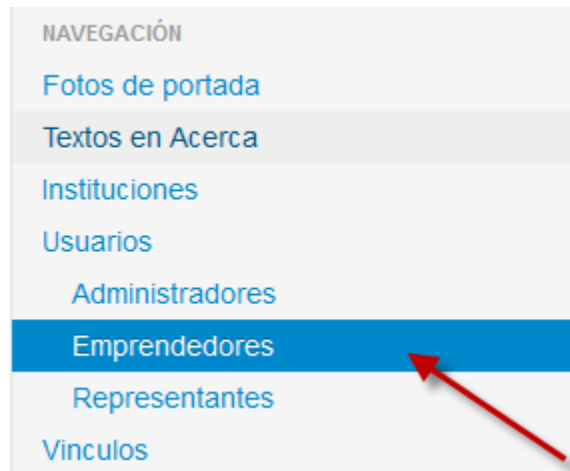 NAVEGACIÓN
Fotos de portada
Textos en Acerca
Instituciones
Usuarios
Administradores
Emprendedores
Representantes
Vinculos